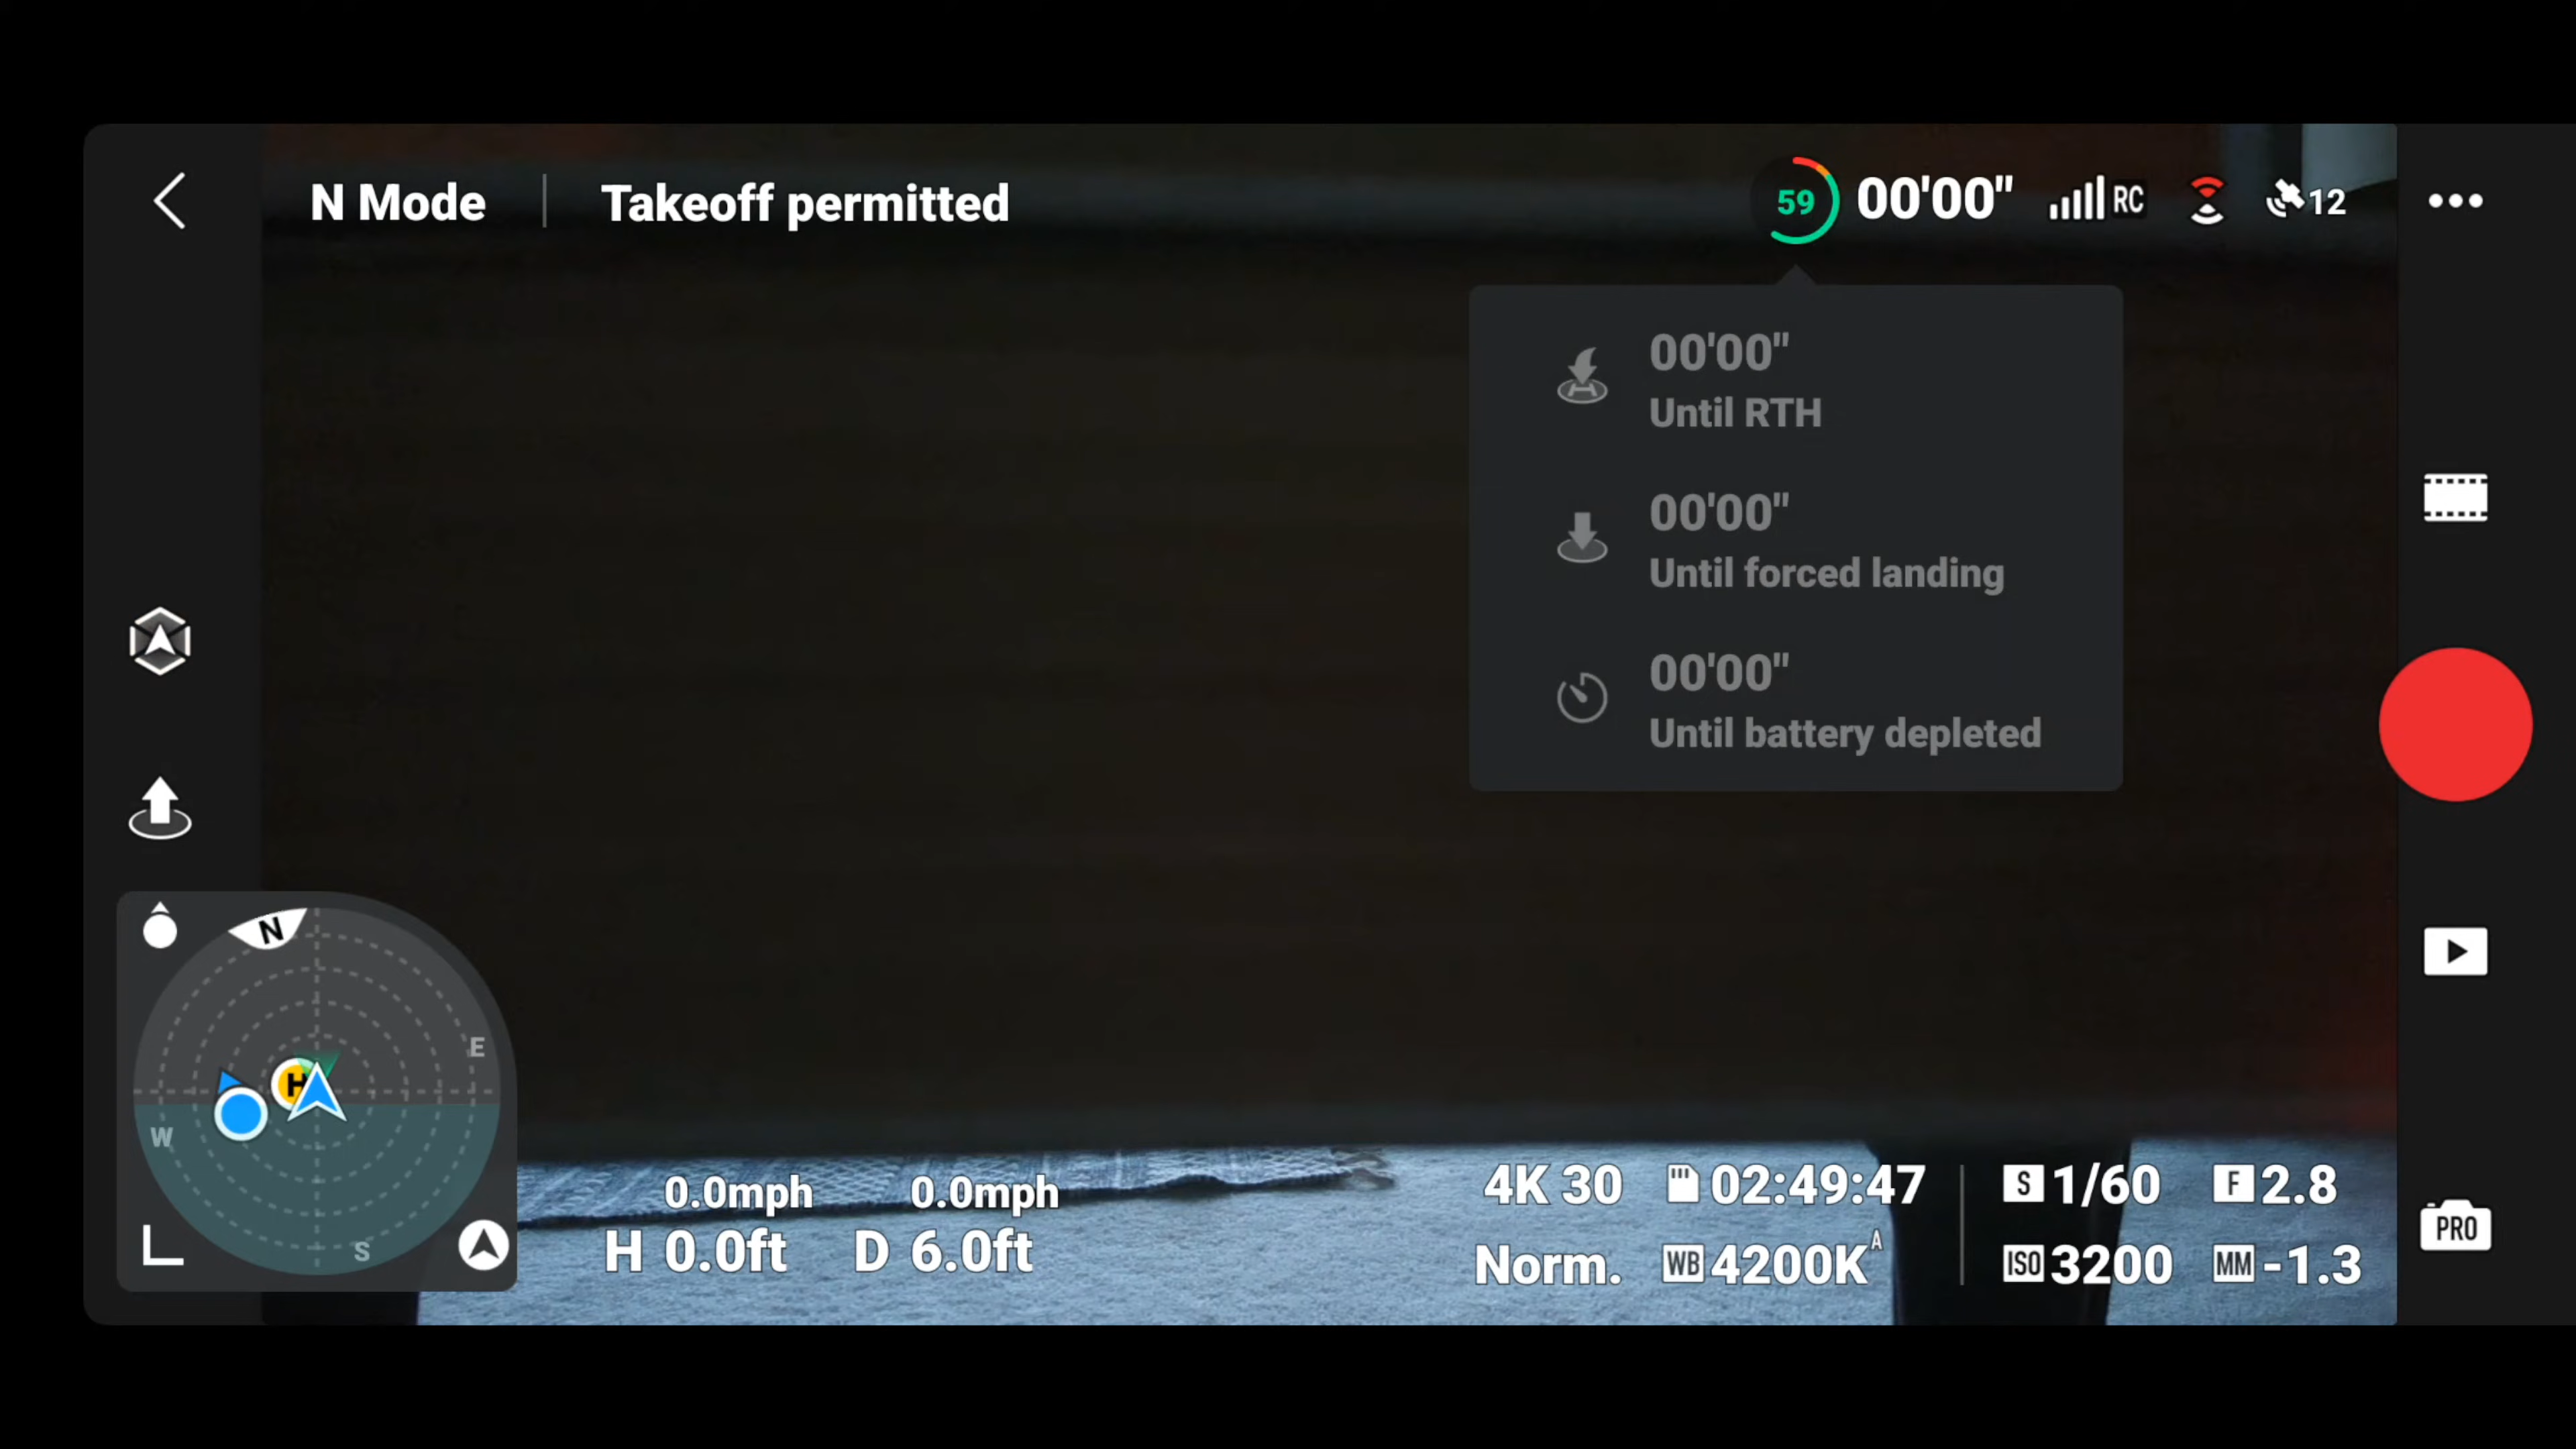 N Mode
Takeoff permitted
59
00'00"
RC
12
00'00"
Until RTH
00'00"
Until forced landing
00'00"
Until battery depleted
N
E
H
W
S
0.0mph
0.0mph
H 0.0ft
D 6.0ft
4K 30
02:49:47
S 1/60
F 2.8
Norm.
WB 4200K A
ISO 3200
MM -1.3
PRO